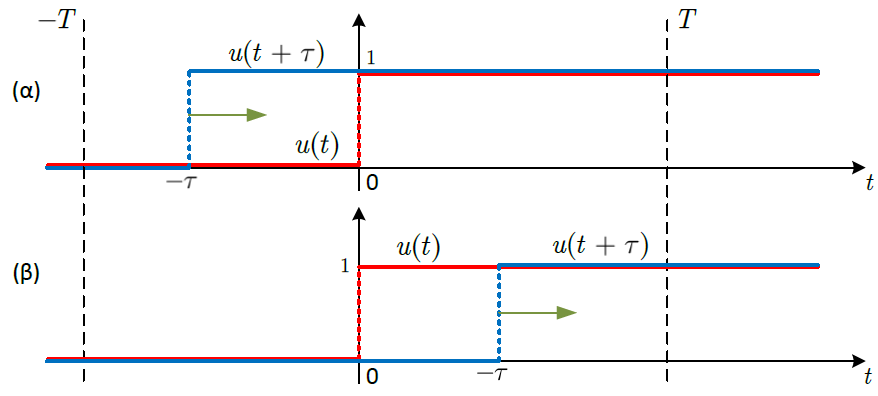 −T T
u(t + τ) 1
(α)
u(t)
−τ 0 t
u(t) u(t + τ)
(β) 1
0 −τ t